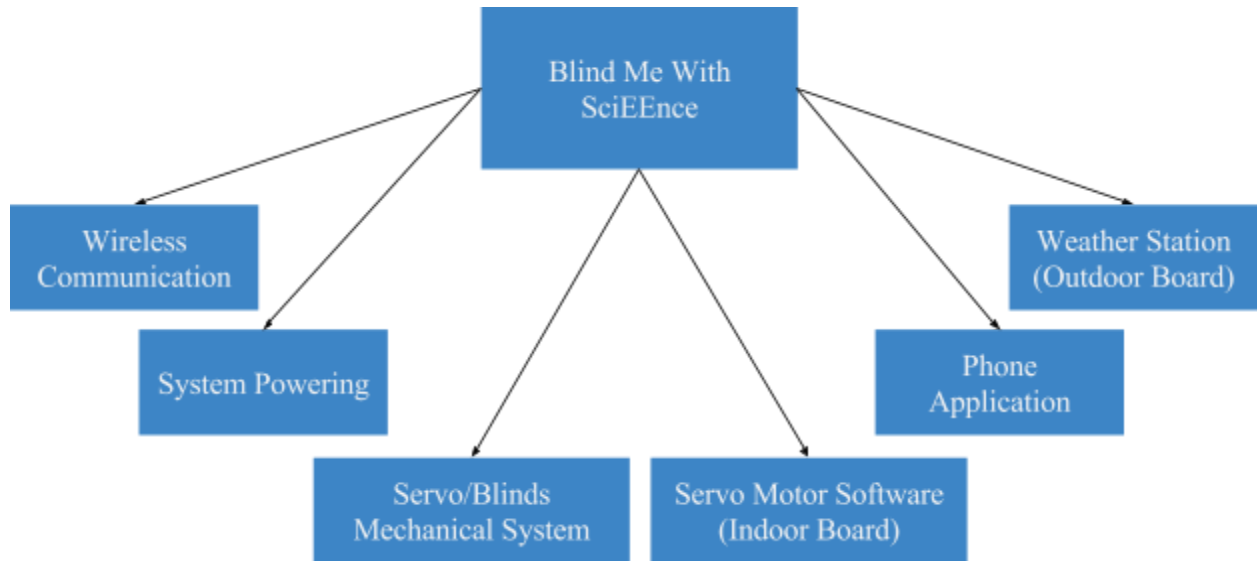 Blind Me With
SciEEnce
Wireless
Communication
Weather Station
(Outdoor Board)
System Powering
Phone
Application
Servo/Blinds
Mechanical System
Servo Motor Software
(Indoor Board)